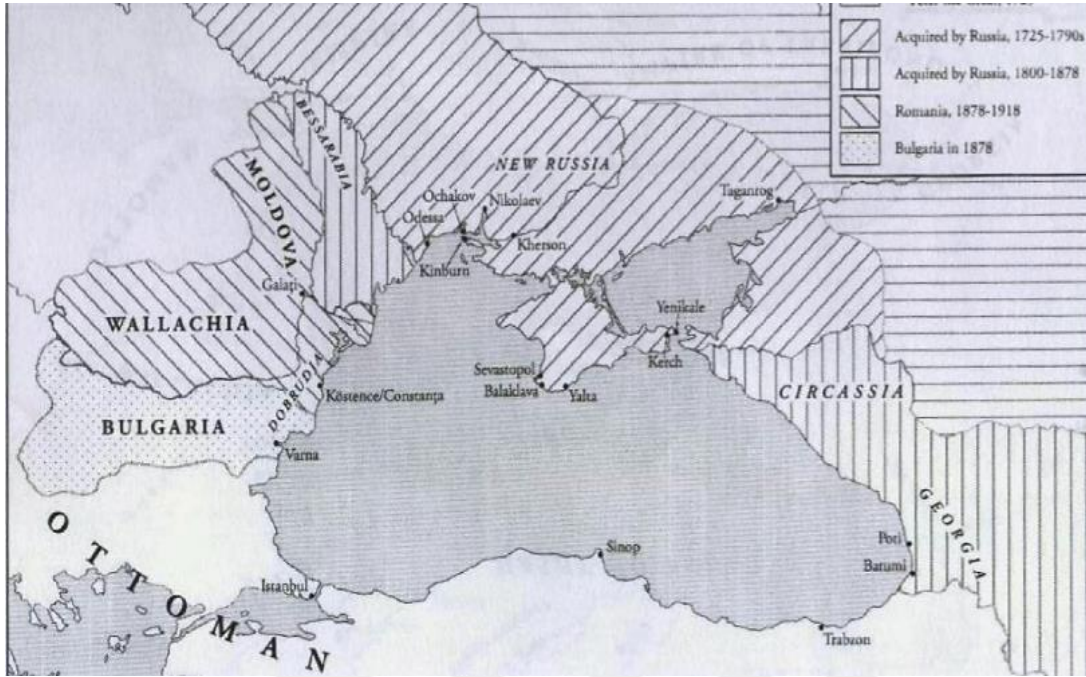 Acquired by Russia, 1725-1790s
Acquired by Russia, 1800-1878
Romania, 1878-1918
Bulgaria in 1878
BESSARABIA
MOLDOVA
NEW RUSSIA
Ochakov
Nikolaev
Taganrog
Odessa
Kherson
Kinburn
Galați
WALLACHIA
Yenikale
Kerch
DOBRUDJA
Sevastopol
Balaklava
Yalta
CIRCASSIA
Köstence/Constanța
BULGARIA
Varna
GEORGIA
OTTOMAN
Sinop
Poti
Batumi
Istanbul
Trabzon